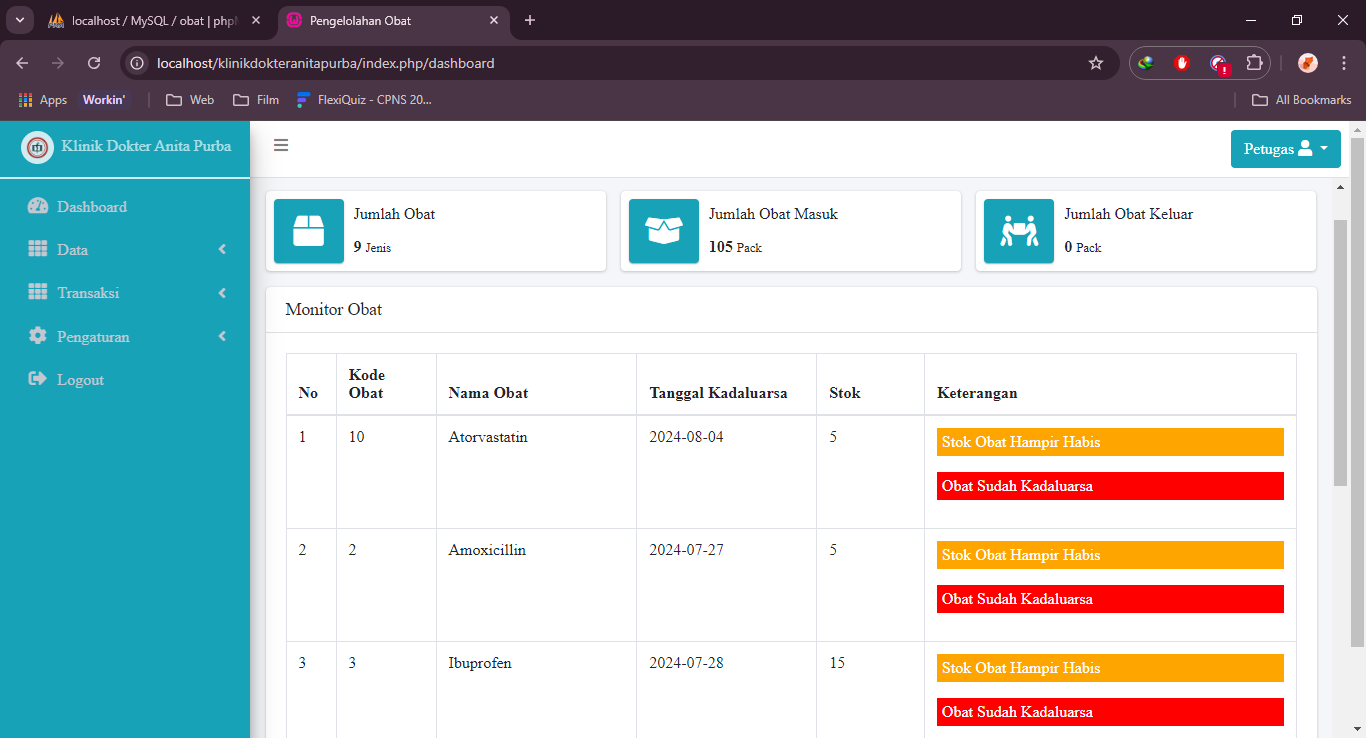 localhost / MySQL / obat | php
Pengelolahan Obat
localhost/klinikdokteranitapurba/index.php/dashboard
Apps
Workin'
Web
Film
FlexiQuiz - CPNS 20...
All Bookmarks
Klinik Dokter Anita Purba
Petugas
Dashboard
Data
Transaksi
Pengaturan
Logout
Jumlah Obat
9 Jenis
Jumlah Obat Masuk
105 Pack
Jumlah Obat Keluar
0 Pack
Monitor Obat
No Kode Obat Nama Obat Tanggal Kadaluarsa Stok Keterangan
1 10 Atorvastatin 2024-08-04 5 Stok Obat Hampir Habis
Obat Sudah Kadaluarsa
2 2 Amoxicillin 2024-07-27 5 Stok Obat Hampir Habis
Obat Sudah Kadaluarsa
3 3 Ibuprofen 2024-07-28 15 Stok Obat Hampir Habis
Obat Sudah Kadaluarsa